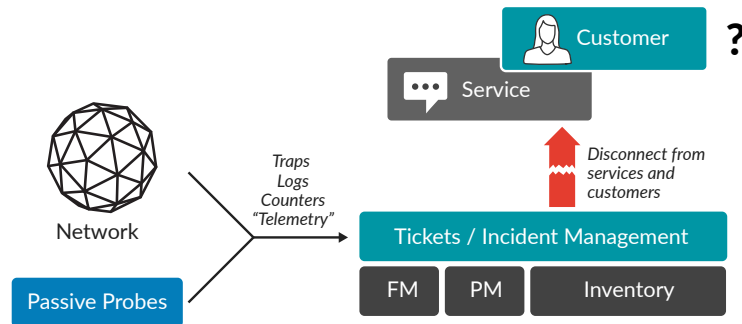 Customer
?
Service
Traps
Logs
Counters
“Telemetry”
Disconnect from
services and
customers
Network
Tickets / Incident Management
Passive Probes
FM
PM
Inventory